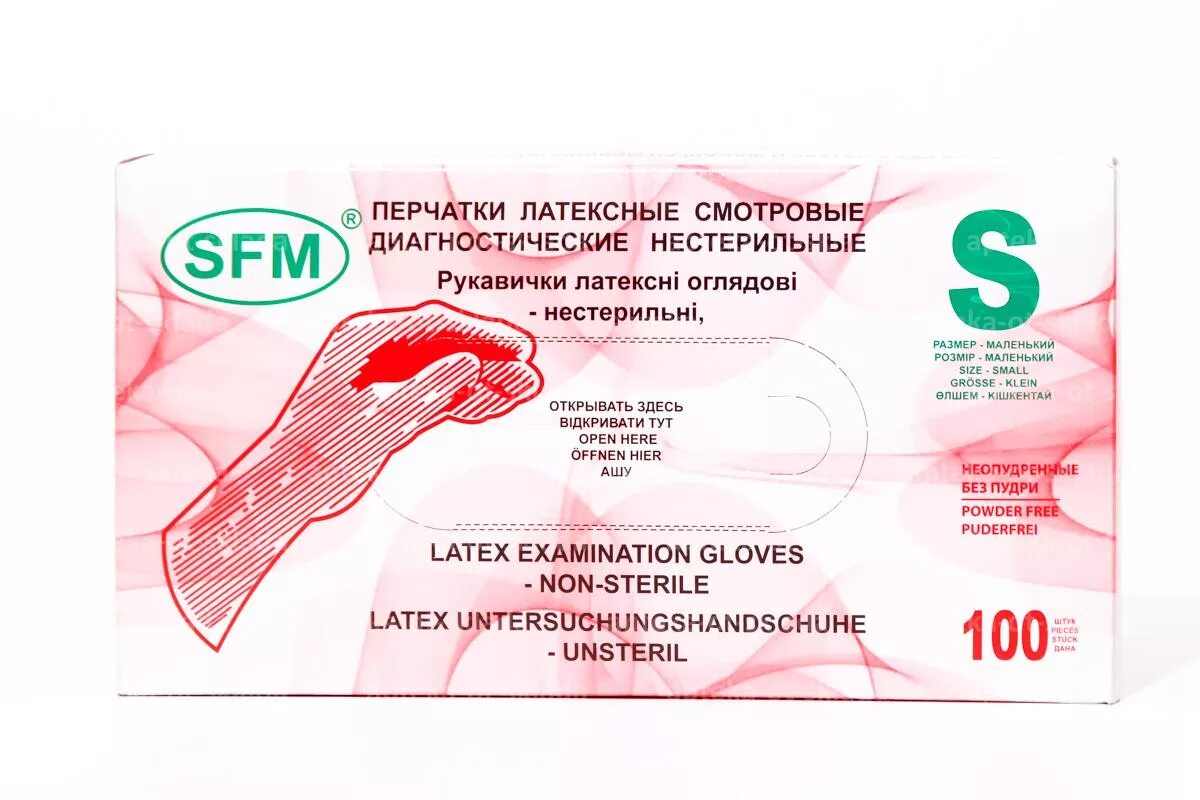 SFM ®
ПЕРЧАТКИ ЛАТЕКСНЫЕ СМОТРОВЫЕ
ДИАГНОСТИЧЕСКИЕ НЕСТЕРИЛЬНЫЕ
Рукавички латексні оглядові
- нестерильні,
S
РАЗМЕР - МАЛЕНЬКИЙ
РОЗМІР - МАЛЕНЬКИЙ
SIZE - SMALL
GRÖSSE - KLEIN
ӨЛШЕМ - КІШКЕНТАЙ
ОТКРЫВАТЬ ЗДЕСЬ
ВІДКРИВАТИ ТУТ
OPEN HERE
ÖFFNEN HIER
АШУ
НЕОПУДРЕННЫЕ
БЕЗ ПУДРИ
POWDER FREE
PUDERFREI
LATEX EXAMINATION GLOVES
- NON-STERILE
LATEX UNTERSUCHUNGSHANDSCHUHE
- UNSTERIL
100
ШТУК
PIECES
STÜCK
ДАНА